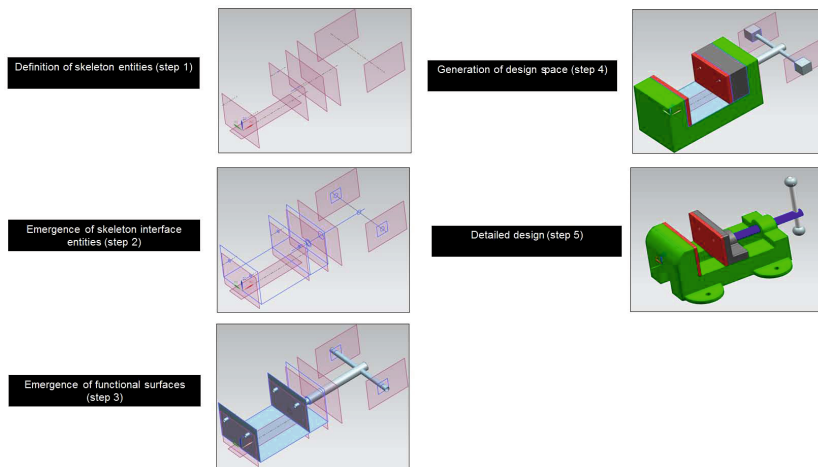 Definition of skeleton entities (step 1)
Emergence of skeleton interface
entities (step 2)
Emergence of functional surfaces
(step 3)
Generation of design space (step 4)
Detailed design (step 5)